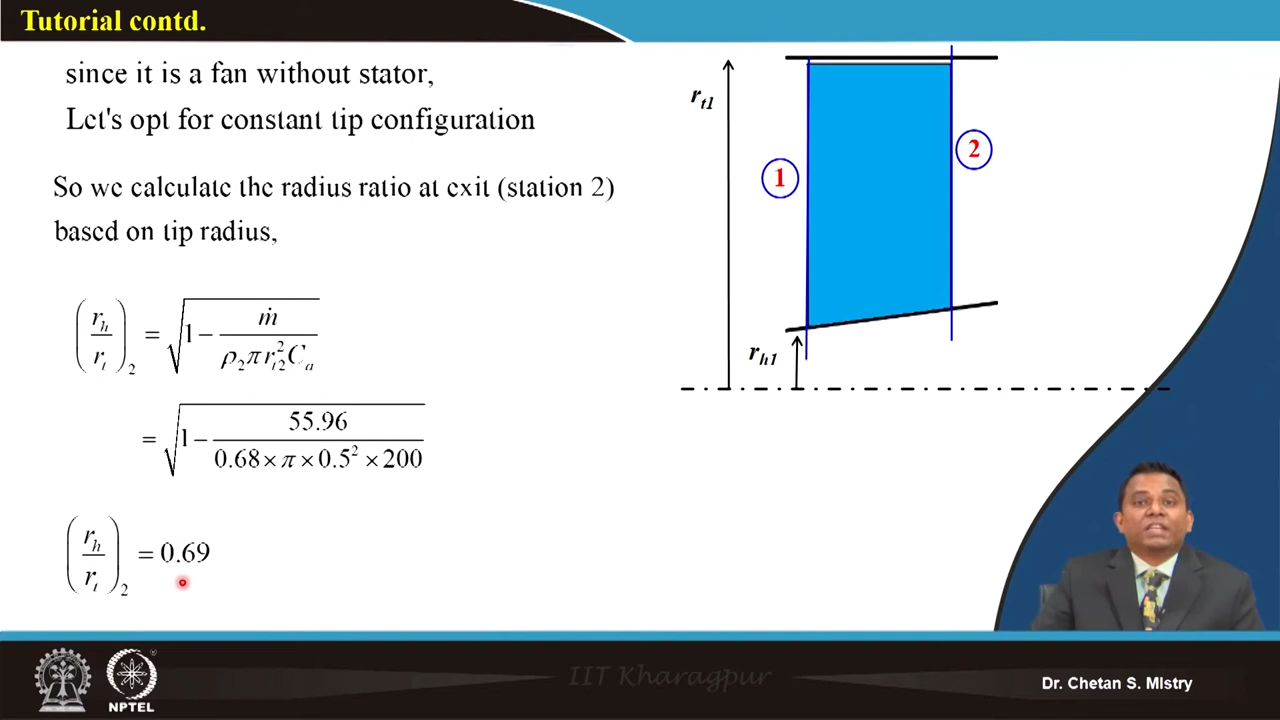 Tutorial contd.
since it is a fan without stator,
Let's opt for constant tip configuration
So we calculate the radius ratio at exit (station 2)
based on tip radius,
(r_h / r_t)_2 = √(1 − ṁ / (ρ_2 π r_t2^2 C_a))
= √(1 − 55.96 / (0.68 × π × 0.5^2 × 200))
(r_h / r_t)_2 = 0.69
r_t1
1
2
r_h1
NPTEL
IIT Kharagpur
Dr. Chetan S. MIstry